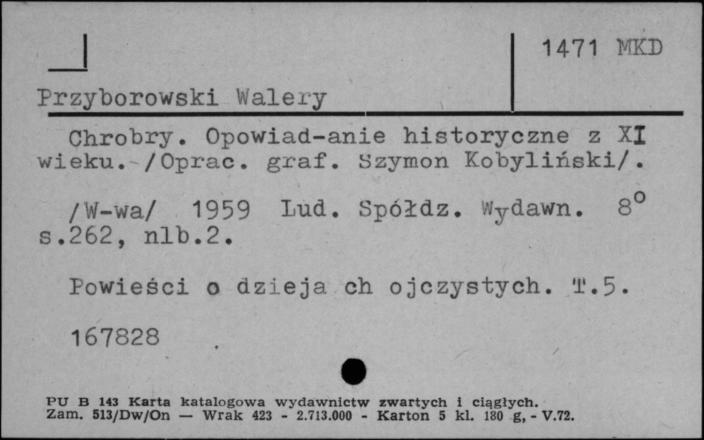 1471 MKD
Przyborowski Walery
Chrobry. Opowiad-anie historyczne z XI
wieku. /Oprac. graf. Szymon Kobyliński/.
/W-wa/ 1959 Lud. Spółdz. Wydawn. 8°
s.262, nlb.2.
Powieści o dzieja ch ojczystych. T.5.
167828
PU B 143 Karta katalogowa wydawnictw zwartych i ciągłych.
Zam. 513/Dw/On — Wrak 423 - 2.713.000 - Karton 5 kl. 180 g, - V.72.